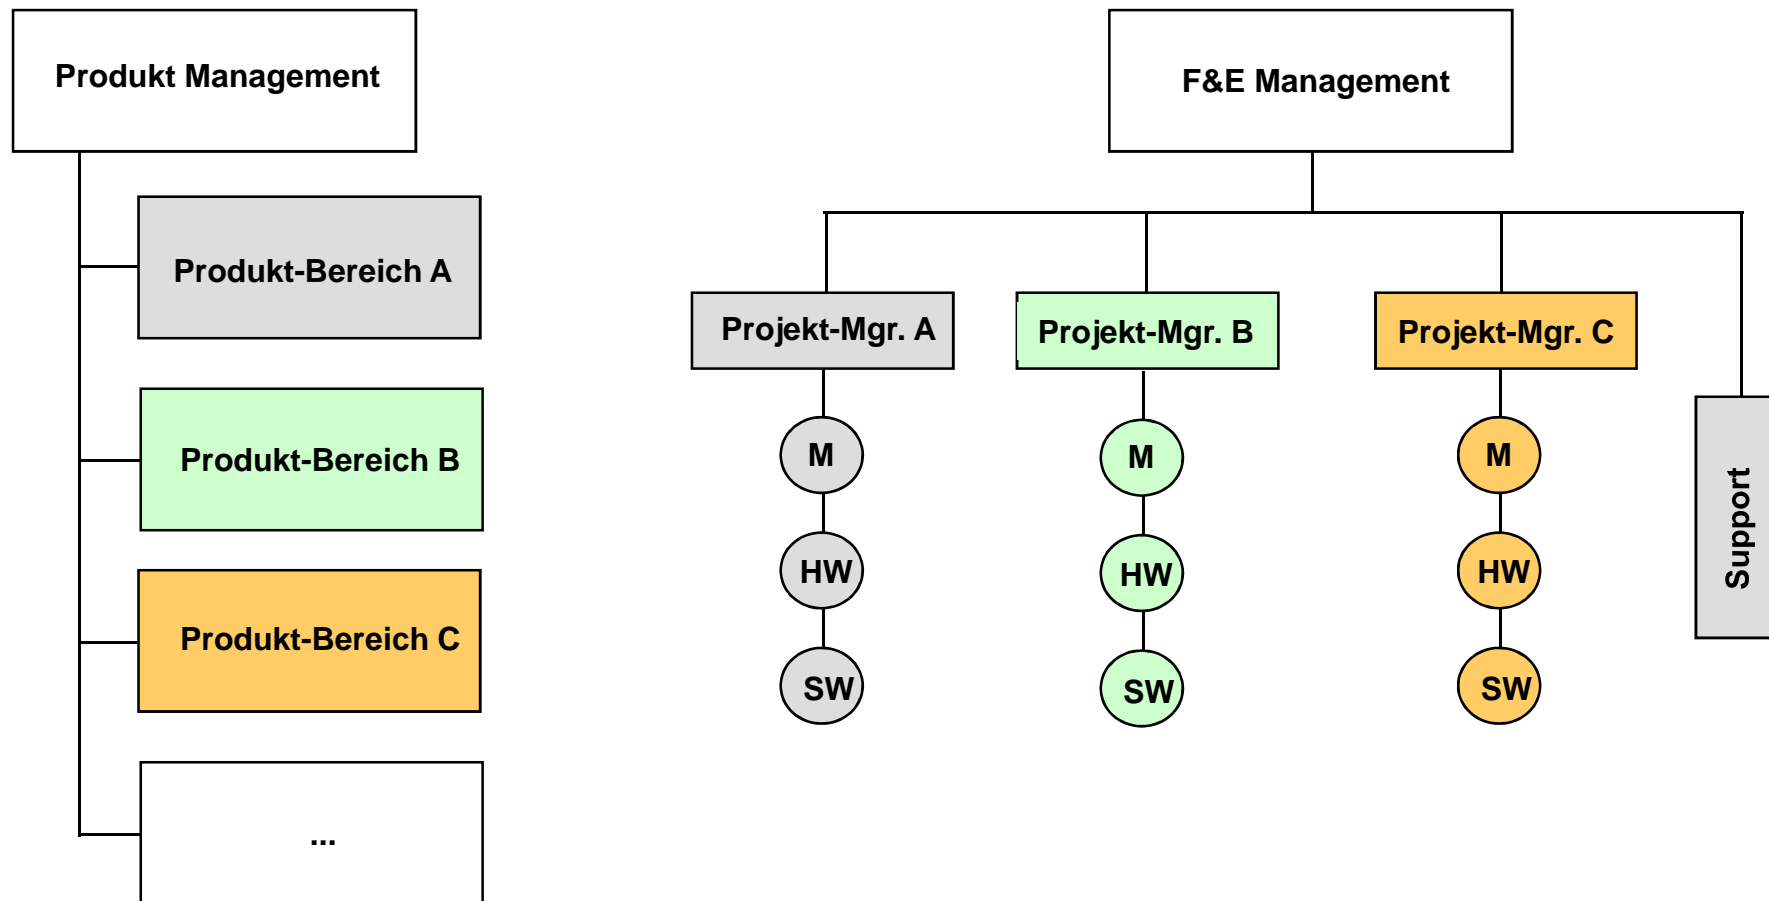 Produkt Management
Produkt-Bereich A
Produkt-Bereich B
Produkt-Bereich C
...
F&E Management
Projekt-Mgr. A
Projekt-Mgr. B
Projekt-Mgr. C
M
HW
SW
M
HW
SW
M
HW
SW
Support